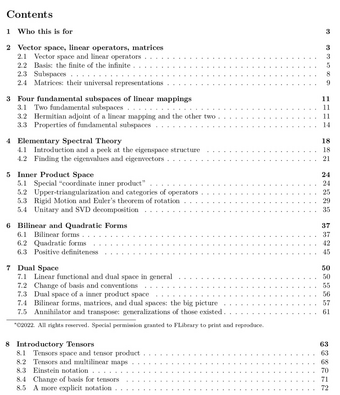 Contents
1 Who this is for 3
2 Vector space, linear operators, matrices 3
2.1 Vector space and linear operators . . . . . . . . . . . . . . . . . . . . 3
2.2 Basis: the finite of the infinite . . . . . . . . . . . . . . . . . . . . 5
2.3 Subspaces . . . . . . . . . . . . . . . . . . . . 8
2.4 Matrices: their universal representations . . . . . . . . . . . . . . . . . . . . 9
3 Four fundamental subspaces of linear mappings 11
3.1 Two fundamental subspaces . . . . . . . . . . . . . . . . . . . . 11
3.2 Hermitian adjoint of a linear mapping and the other two . . . . . . . . . . . . . . . . 11
3.3 Properties of fundamental subspaces . . . . . . . . . . . . . . . . . . . . 14
4 Elementary Spectral Theory 18
4.1 Introduction and a peek at the eigenspace structure . . . . . . . . . . . . . . . . 18
4.2 Finding the eigenvalues and eigenvectors . . . . . . . . . . . . . . . . . . . . 21
5 Inner Product Space 24
5.1 Special "coordinate inner product" . . . . . . . . . . . . . . . . . . . . 24
5.2 Upper-triangularization and categories of operators . . . . . . . . . . . . . . . . 25
5.3 Rigid Motion and Euler's theorem of rotation . . . . . . . . . . . . . . . . . . . . 29
5.4 Unitary and SVD decomposition . . . . . . . . . . . . . . . . . . . . 35
6 Bilinear and Quadratic Forms 37
6.1 Bilinear forms . . . . . . . . . . . . . . . . . . . . 37
6.2 Quadratic forms . . . . . . . . . . . . . . . . . . . . 42
6.3 Positive definiteness . . . . . . . . . . . . . . . . . . . . 45
7 Dual Space 50
7.1 Linear functional and dual space in general . . . . . . . . . . . . . . . . . . . . 50
7.2 Change of basis and conventions . . . . . . . . . . . . . . . . . . . . 55
7.3 Dual space of a inner product space . . . . . . . . . . . . . . . . . . . . 56
7.4 Bilinear forms, matrices, and dual spaces: the big picture . . . . . . . . . . . . . . . . 57
7.5 Annihilator and transpose: generalizations of those existed . . . . . . . . . . . . . . . . 61
*©2022. All rights reserved. Special permission granted to FLibrary to print and reproduce.
8 Introductory Tensors 63
8.1 Tensors space and tensor product . . . . . . . . . . . . . . . . . . . . 63
8.2 Tensors and multilinear maps . . . . . . . . . . . . . . . . . . . . 68
8.3 Einstein notation . . . . . . . . . . . . . . . . . . . . 70
8.4 Change of basis for tensors . . . . . . . . . . . . . . . . . . . . 71
8.5 A more explicit notation . . . . . . . . . . . . . . . . . . . . 72